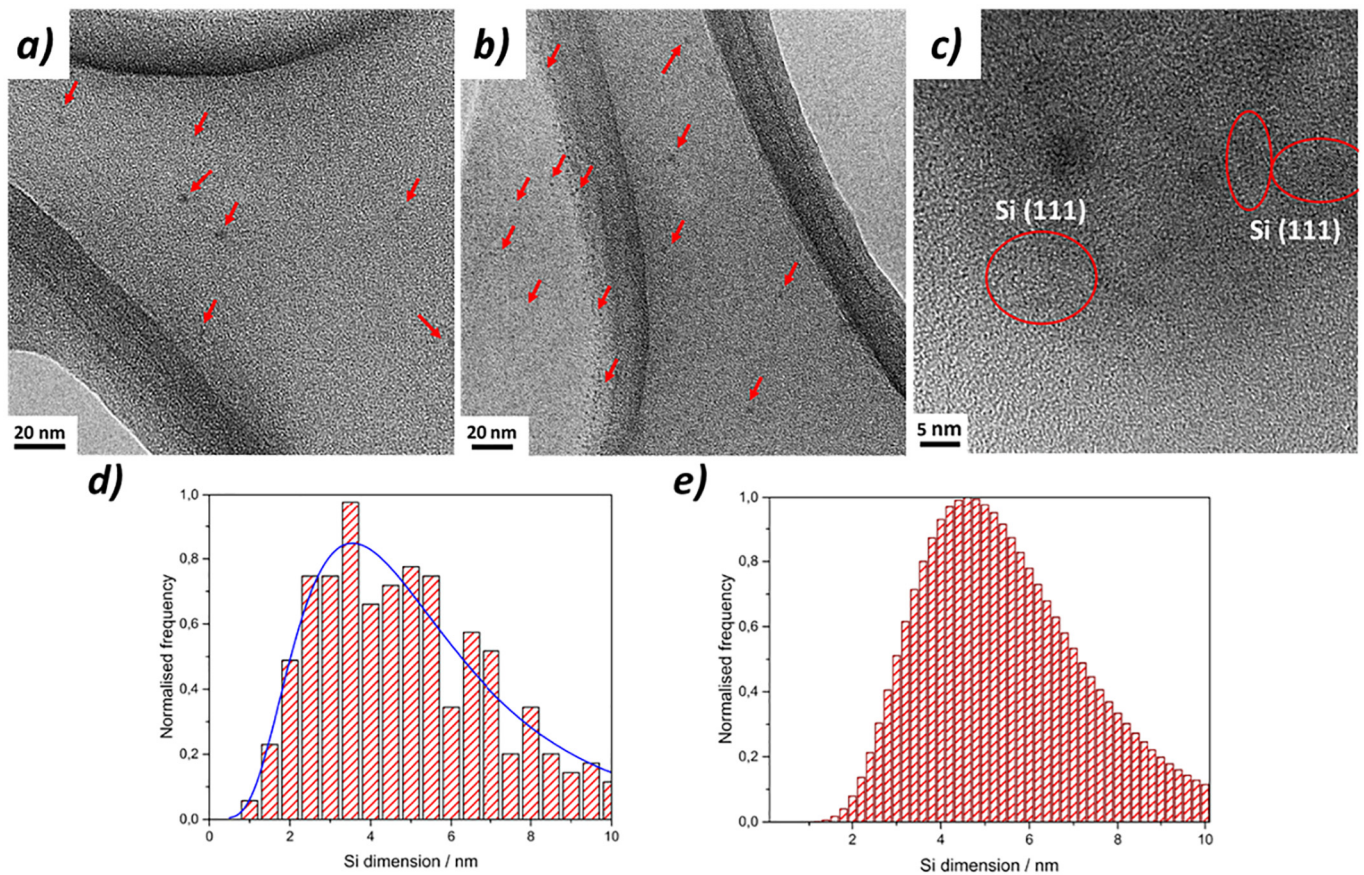 a)
b)
c)
Si (111)
Si (111)
20 nm
20 nm
5 nm
d)
e)
1,0
0,8
0,6
0,4
0,2
0,0
Normalised frequency
0 2 4 6 8 10
Si dimension / nm
1,0
0,8
0,6
0,4
0,2
0,0
Normalised frequency
2 4 6 8 10
Si dimension / nm